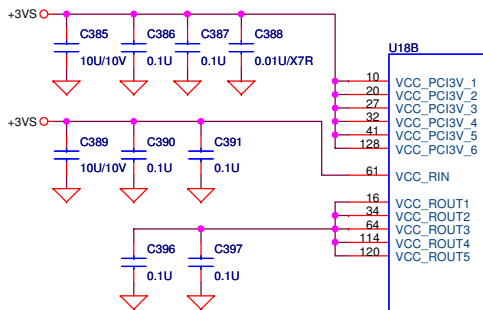 +3VS
C385 C386 C387 C388
10U/10V 0.1U 0.1U 0.01U/X7R
U18B
10 VCC_PCI3V_1
20 VCC_PCI3V_2
27 VCC_PCI3V_3
32 VCC_PCI3V_4
41 VCC_PCI3V_5
128 VCC_PCI3V_6
+3VS
C389 C390 C391
10U/10V 0.1U 0.1U
61 VCC_RIN
16 VCC_ROUT1
34 VCC_ROUT2
64 VCC_ROUT3
114 VCC_ROUT4
120 VCC_ROUT5
C396 C397
0.1U 0.1U